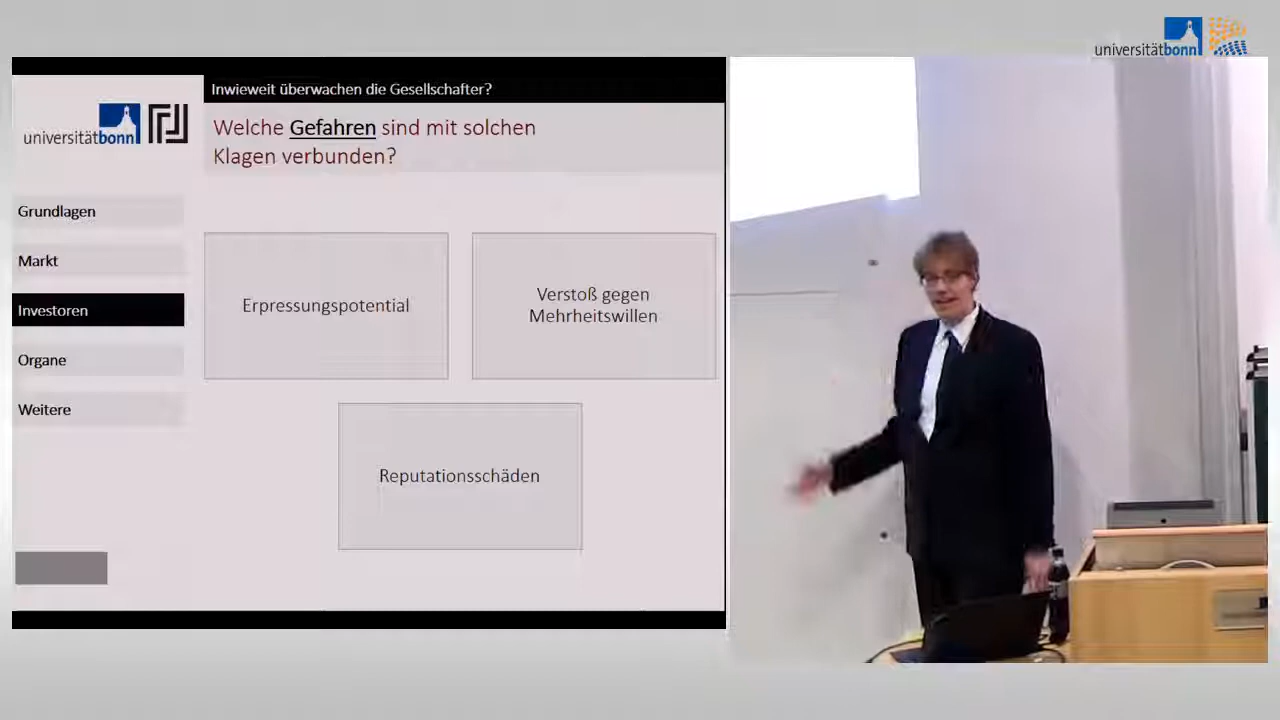 universitätbonn
Inwieweit überwachen die Gesellschafter?
universitätbonn
Welche Gefahren sind mit solchen
Klagen verbunden?
Grundlagen
Markt
Investoren
Organe
Weitere
Erpressungspotential
Verstoß gegen
Mehrheitswillen
Reputationsschäden